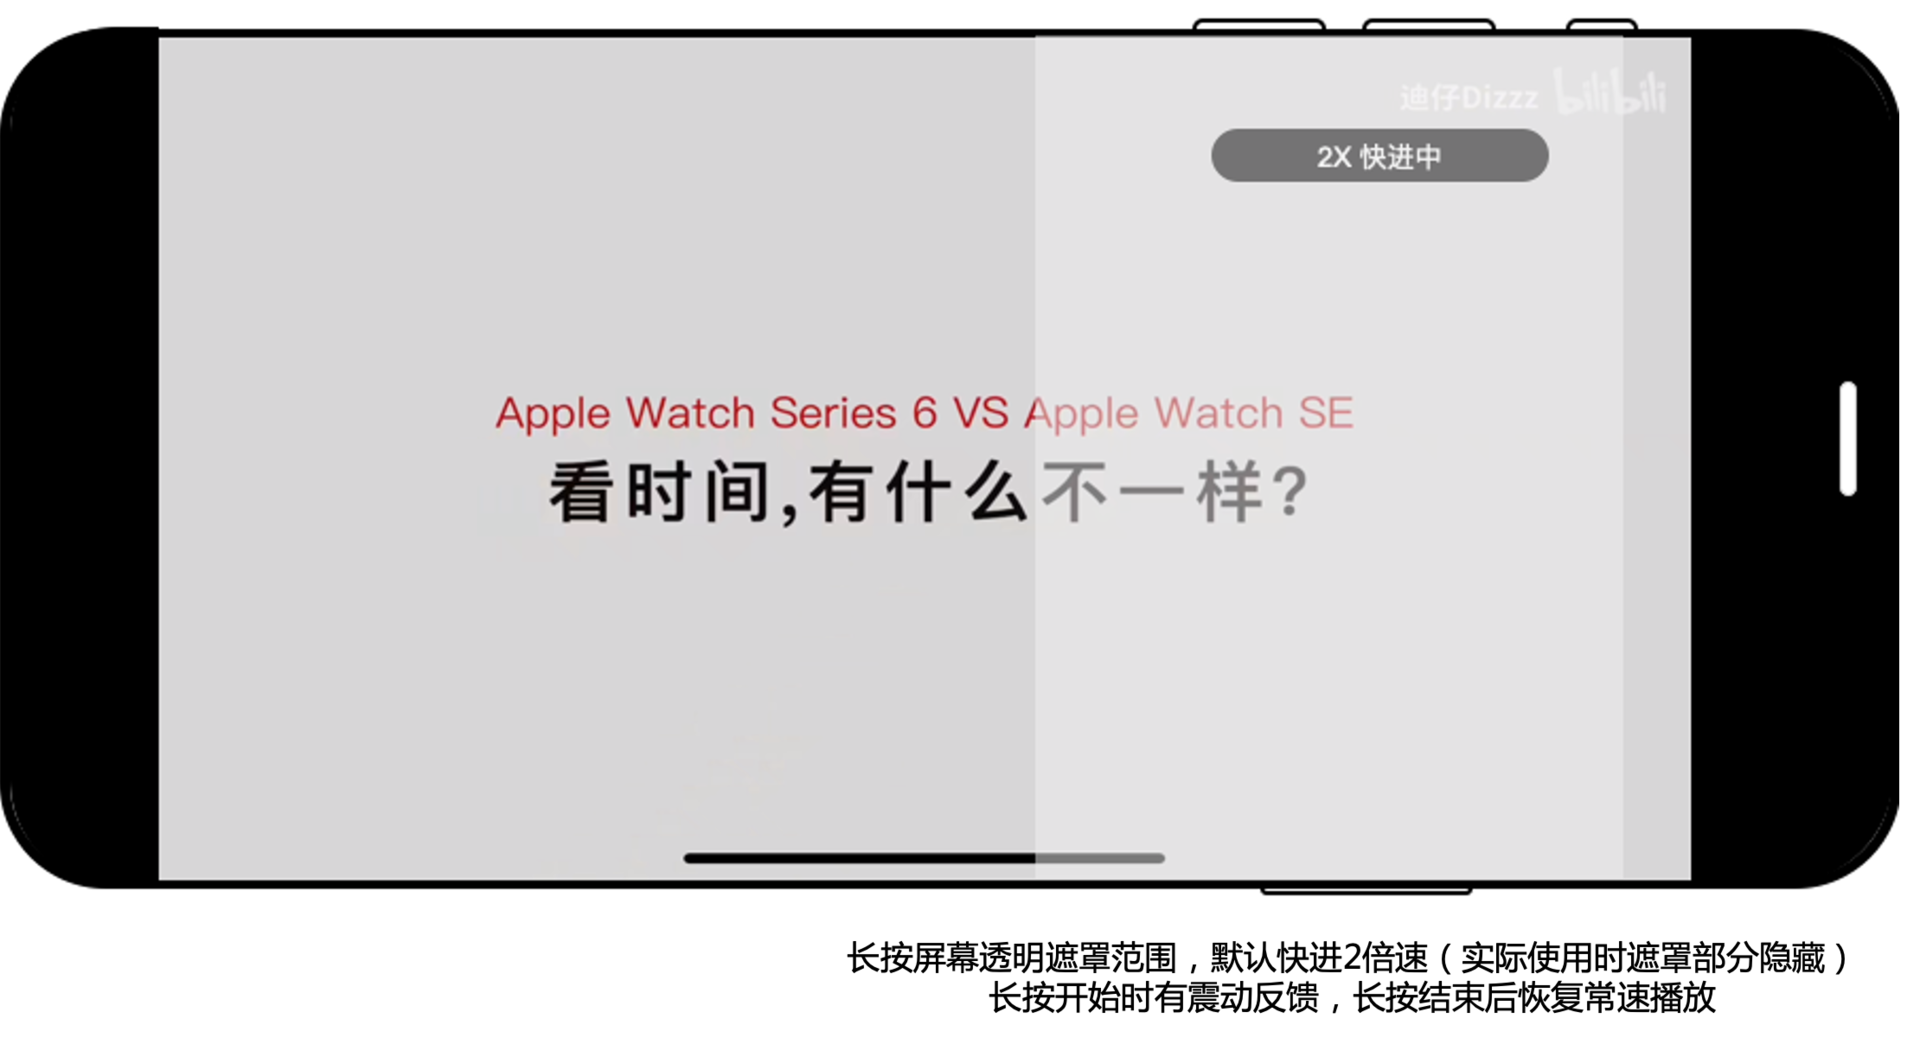 迪仔Dizzz bilibili
2X 快进中
Apple Watch Series 6 VS Apple Watch SE
看时间,有什么不一样?
长按屏幕透明遮罩范围，默认快进2倍速（实际使用时遮罩部分隐藏）
长按开始时有震动反馈，长按结束后恢复常速播放